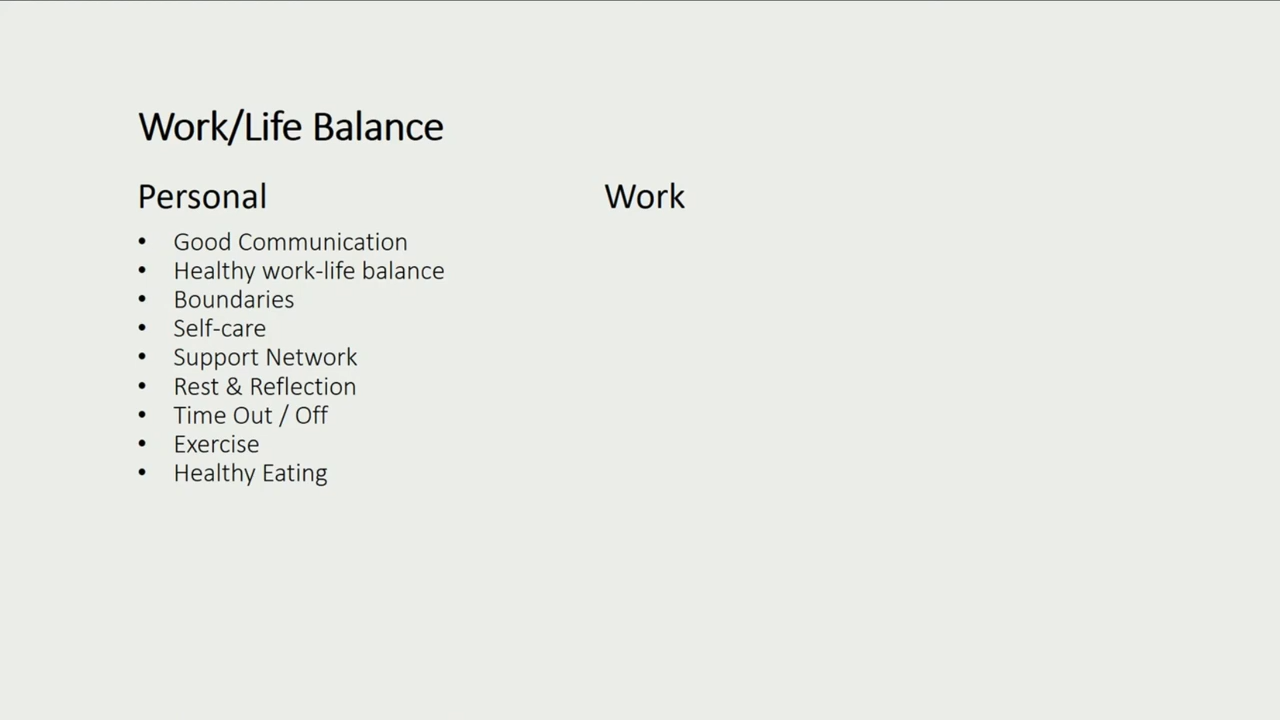 Work/Life Balance
Personal
• Good Communication
• Healthy work-life balance
• Boundaries
• Self-care
• Support Network
• Rest & Reflection
• Time Out / Off
• Exercise
• Healthy Eating
Work